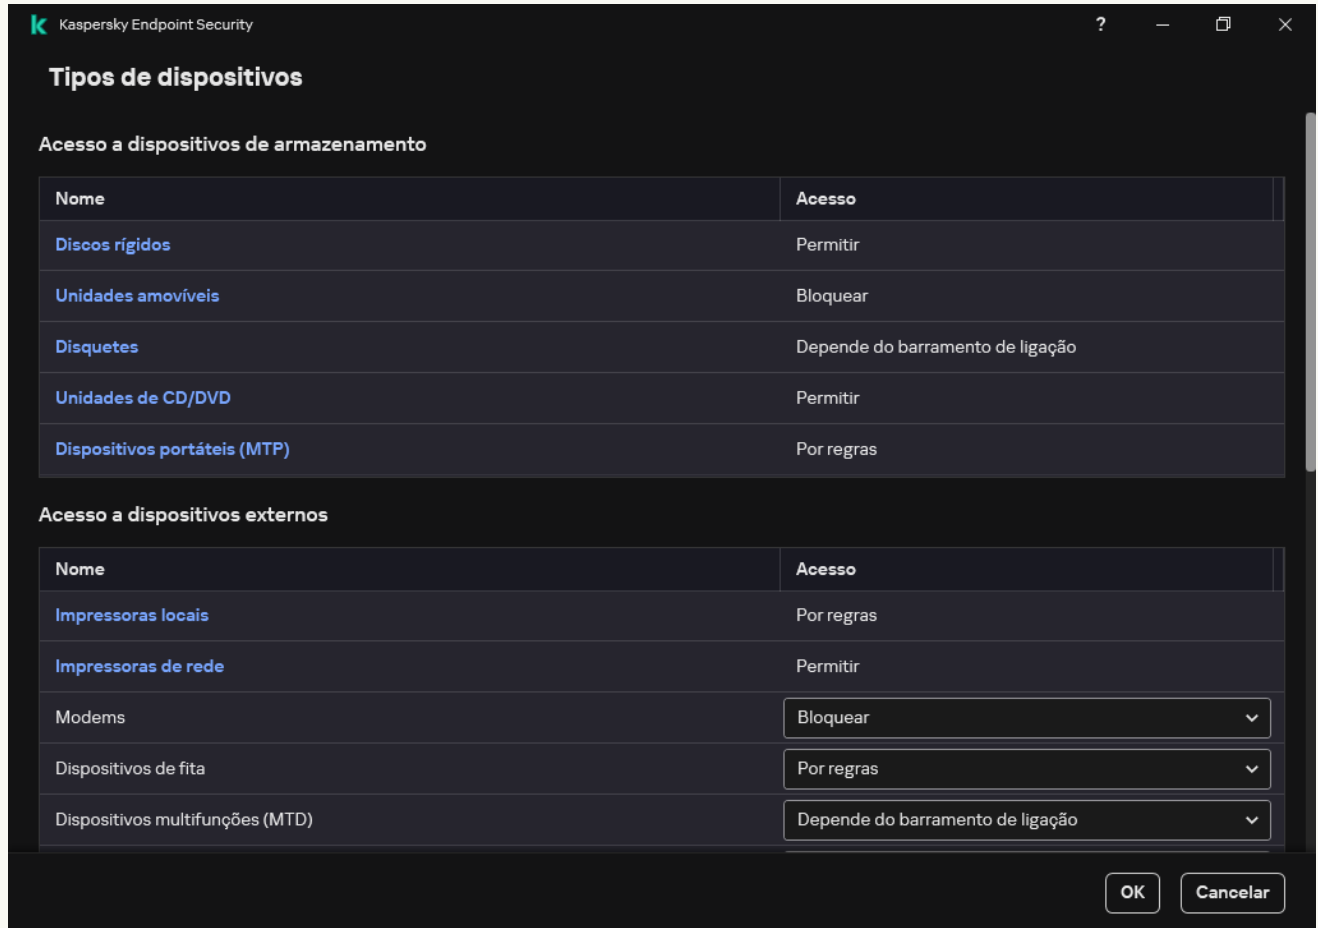 Kaspersky Endpoint Security
?
Tipos de dispositivos
Acesso a dispositivos de armazenamento
Nome Acesso
Discos rígidos Permitir
Unidades amovíveis Bloquear
Disquetes Depende do barramento de ligação
Unidades de CD/DVD Permitir
Dispositivos portáteis (MTP) Por regras
Acesso a dispositivos externos
Nome Acesso
Impressoras locais Por regras
Impressoras de rede Permitir
Modems Bloquear
Dispositivos de fita Por regras
Dispositivos multifunções (MTD) Depende do barramento de ligação
OK Cancelar